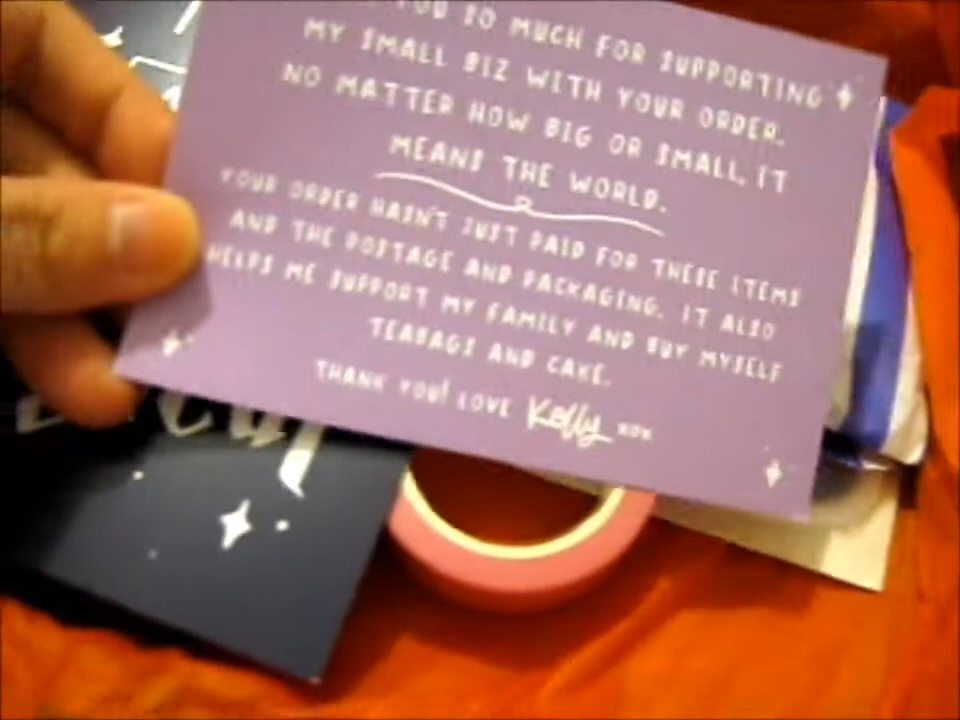 YOU SO MUCH FOR SUPPORTING
MY SMALL BIZ WITH YOUR ORDER.
NO MATTER HOW BIG OR SMALL, IT
MEANS THE WORLD.
YOUR ORDER HASN'T JUST PAID FOR THESE ITEMS
AND THE POSTAGE AND PACKAGING. IT ALSO
HELPS ME SUPPORT MY FAMILY AND BUY MYSELF
TEABAGS AND CAKE.
THANK YOU! LOVE Kelly xox